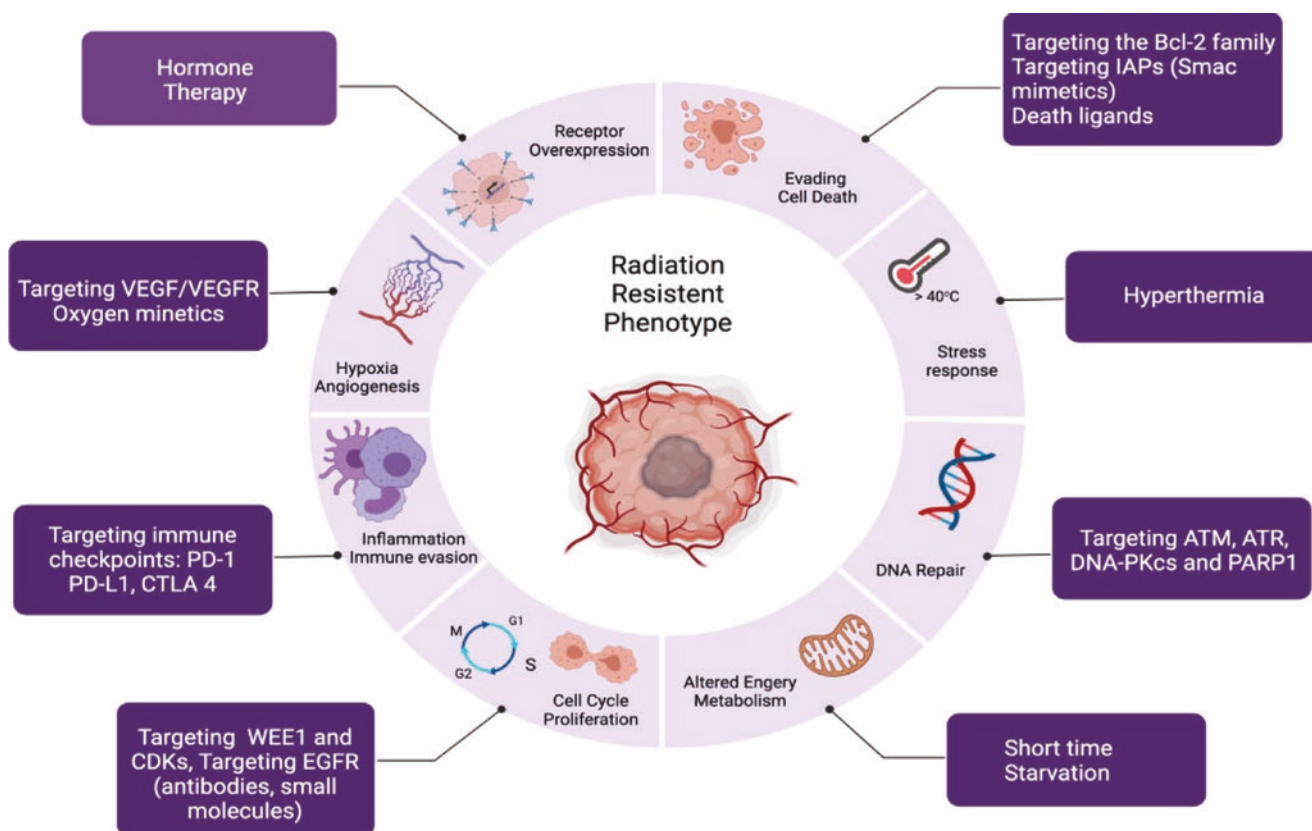 Hormone
Therapy
Targeting the Bcl-2 family
Targeting IAPs (Smac
mimetics)
Death ligands
Receptor
Overexpression
Evading
Cell Death
Targeting VEGF/VEGFR
Oxygen minetics
Hypoxia
Angiogenesis
Radiation
Resistent
Phenotype
> 40°C
Stress
response
Hyperthermia
Targeting immune
checkpoints: PD-1
PD-L1, CTLA 4
Inflammation
Immune evasion
DNA Repair
Targeting ATM, ATR,
DNA-PKcs and PARP1
M
G1
G2
S
Cell Cycle
Proliferation
Altered Engery
Metabolism
Targeting WEE1 and
CDKs, Targeting EGFR
(antibodies, small
molecules)
Short time
Starvation